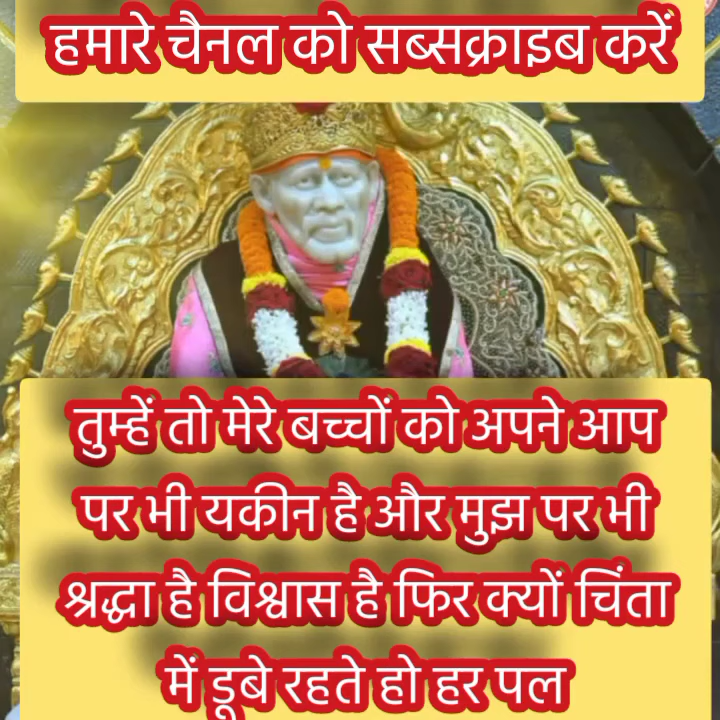 हमारे चैनल को सब्सक्राइब करें
तुम्हें तो मेरे बच्चों को अपने आप
पर भी यकीन है और मुझ पर भी
श्रद्धा है विश्वास है फिर क्यों चिंता
में डूबे रहते हो हर पल